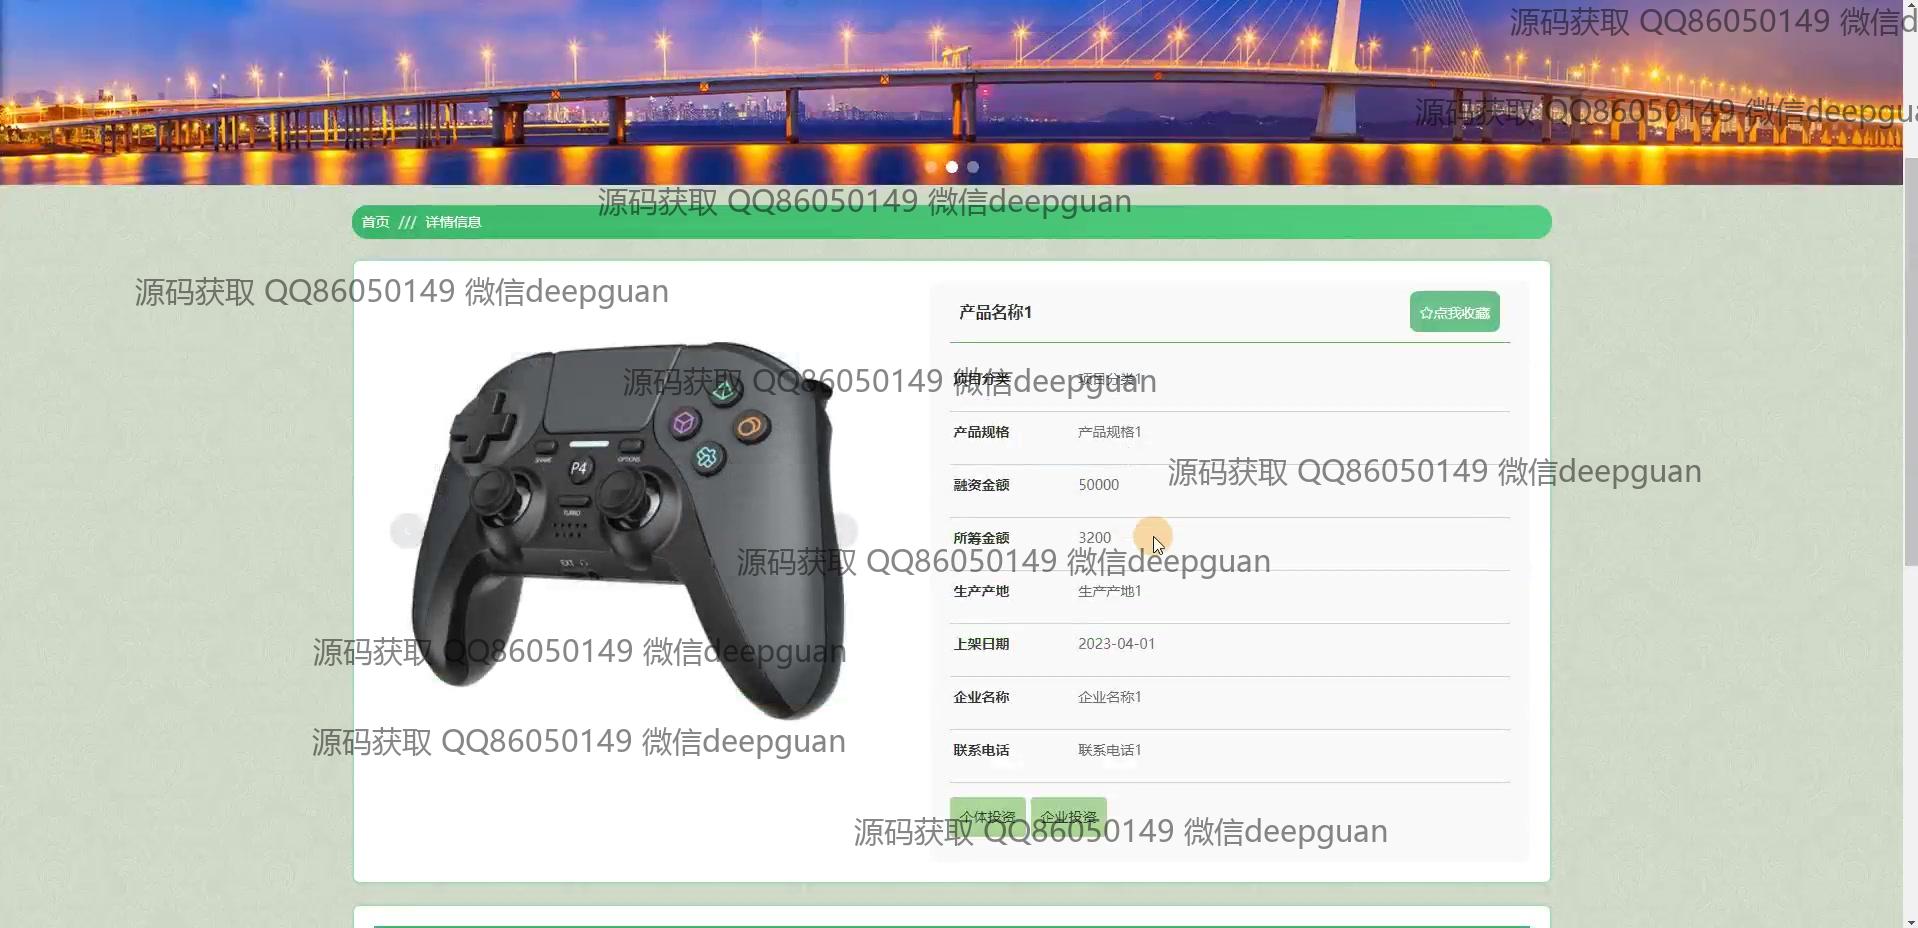 源码获取 QQ86050149 微信d
源码获取 QQ86050149 微信deepgua
源码获取 QQ86050149 微信deepguan
首页 /// 详情信息
源码获取 QQ86050149 微信deepguan
产品名称1
☆点我收藏
源码获取 QQ86050149 微信deepguan
项目分类 项目分类1
产品规格 产品规格1
源码获取 QQ86050149 微信deepguan
融资金额 50000
所筹金额 3200
源码获取 QQ86050149 微信deepguan
生产产地 生产产地1
上架日期 2023-04-01
源码获取 QQ86050149 微信deepguan
企业名称 企业名称1
源码获取 QQ86050149 微信deepguan
联系电话 联系电话1
个体投资 企业投资
源码获取 QQ86050149 微信deepguan
SHARE
OPTIONS
P4
TURBO
EXT